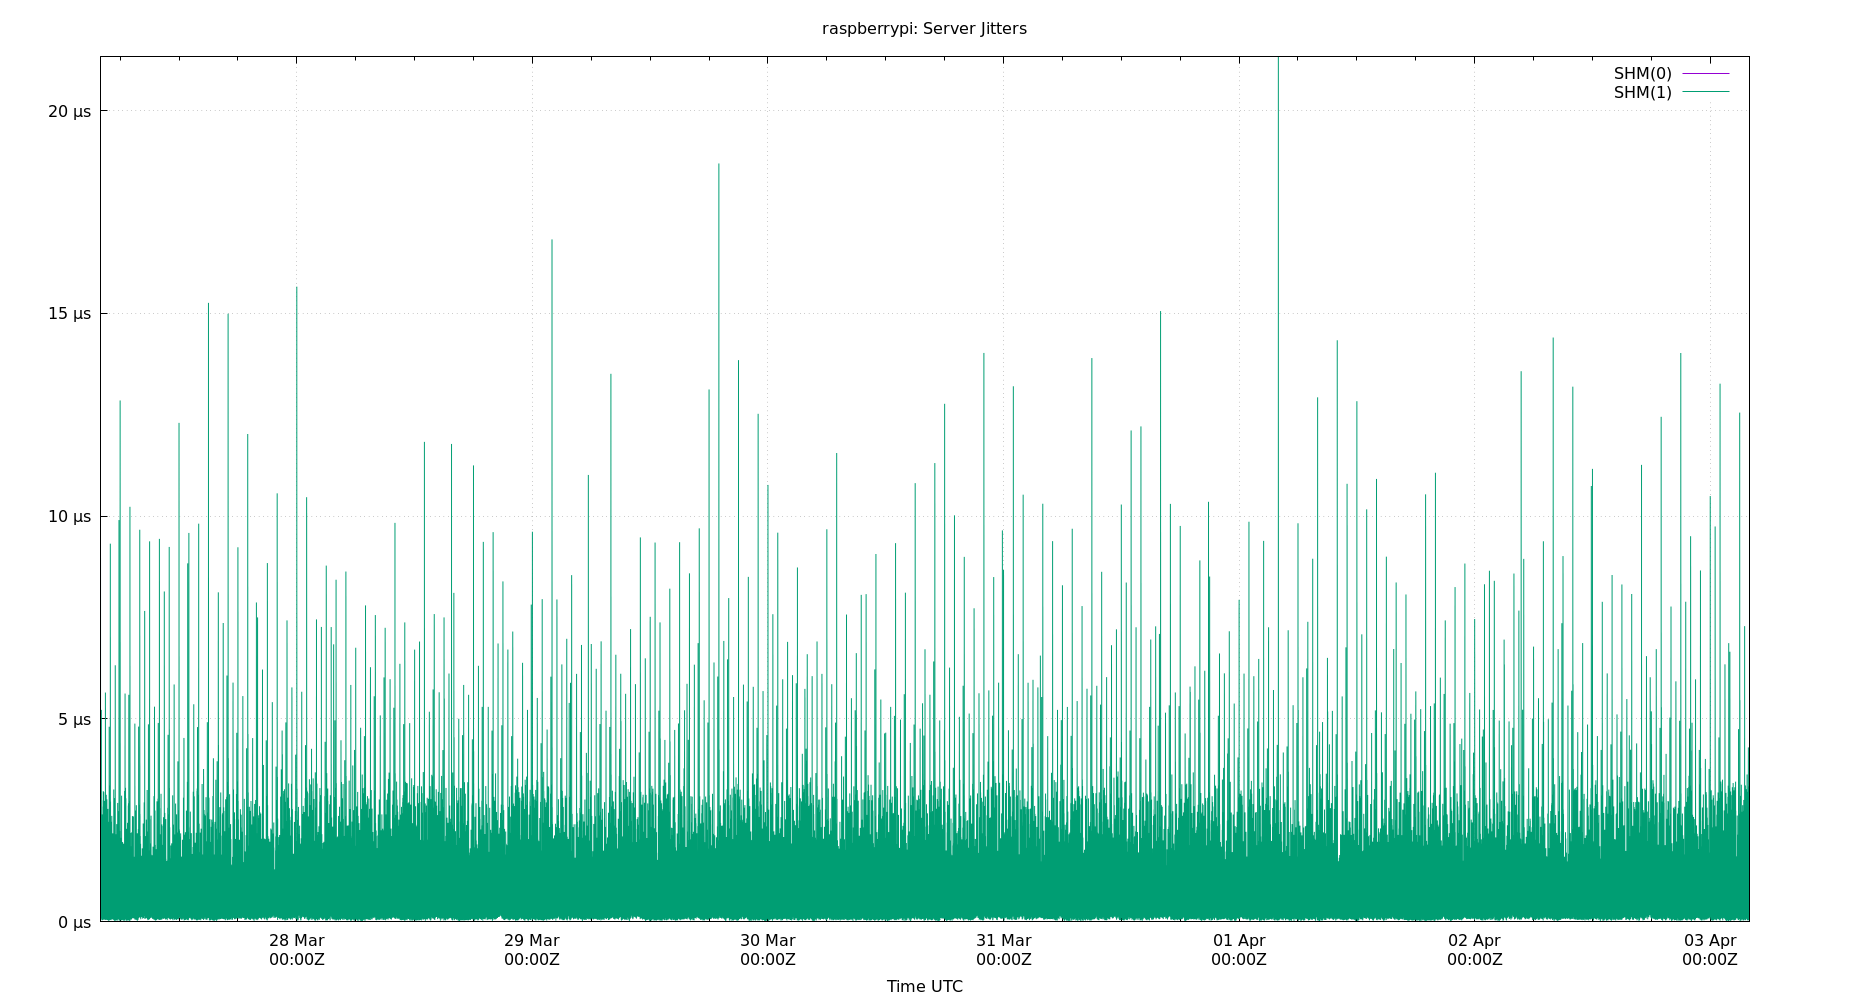 raspberrypi: Server Jitters
SHM(0)
SHM(1)
20 µs
15 µs
10 µs
5 µs
0 µs
28 Mar
00:00Z
29 Mar
00:00Z
30 Mar
00:00Z
31 Mar
00:00Z
01 Apr
00:00Z
02 Apr
00:00Z
03 Apr
00:00Z
Time UTC